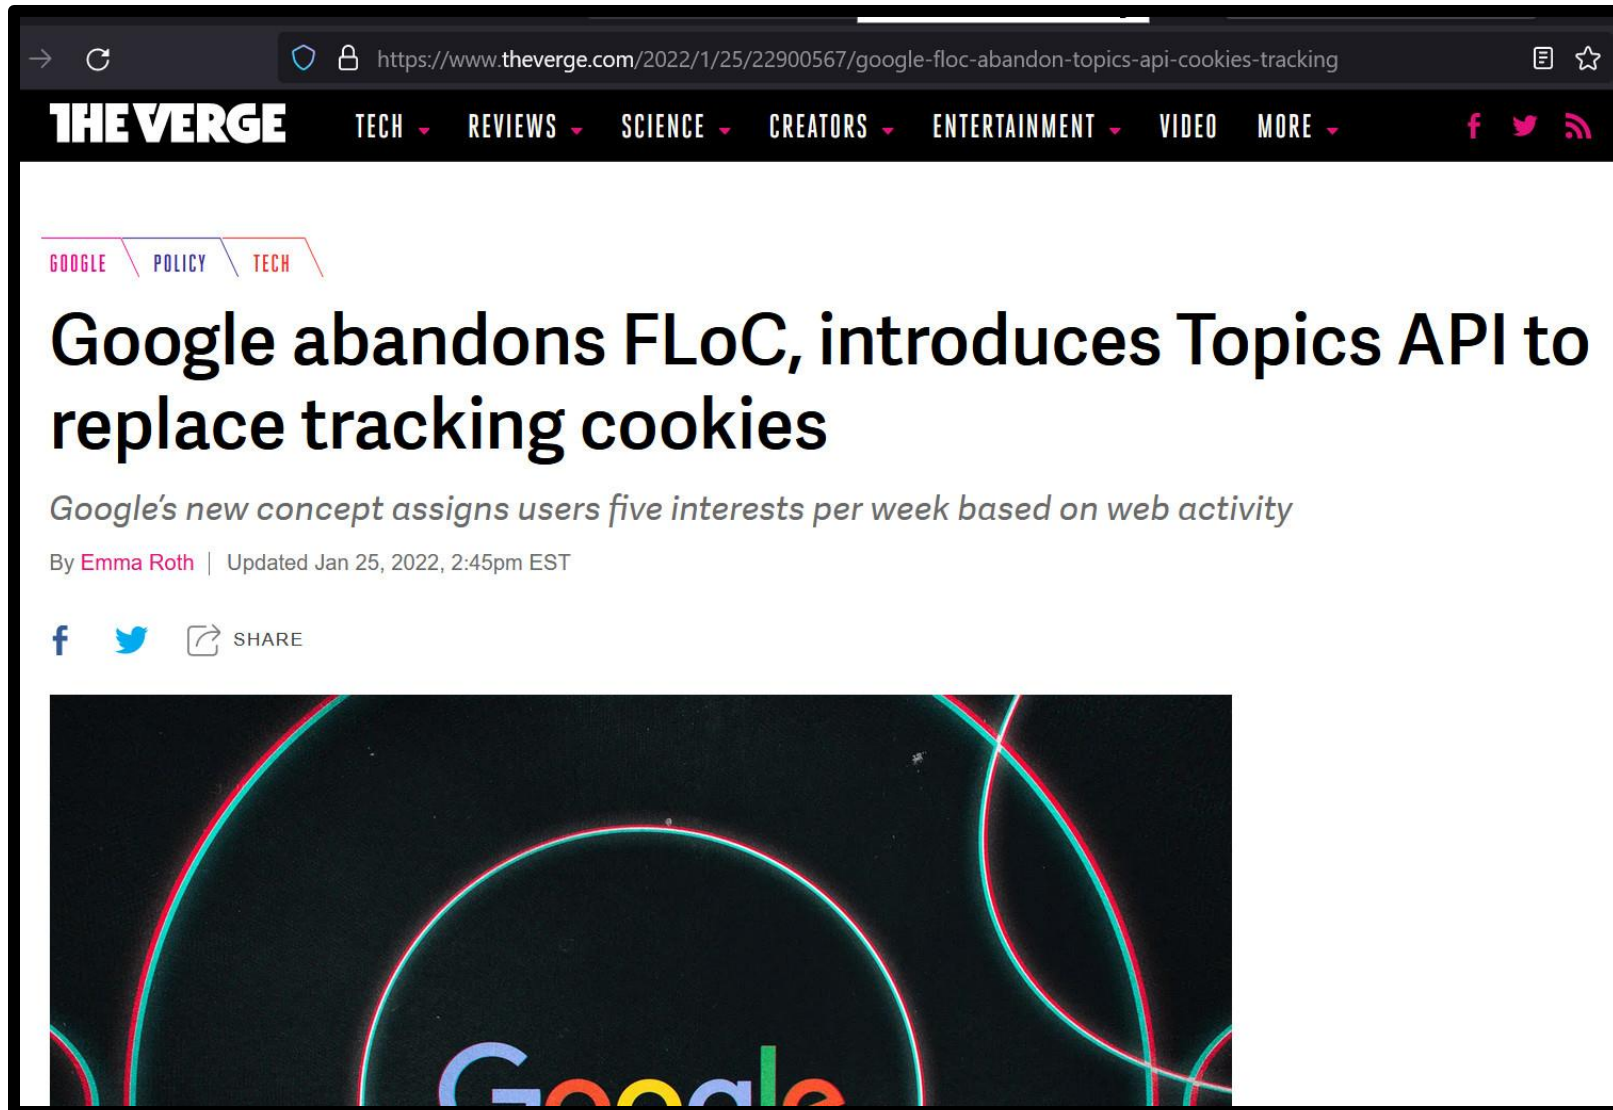 https://www.theverge.com/2022/1/25/22900567/google-floc-abandon-topics-api-cookies-tracking
THE VERGE TECH REVIEWS SCIENCE CREATORS ENTERTAINMENT VIDEO MORE
GOOGLE POLICY TECH
Google abandons FLoC, introduces Topics API to
replace tracking cookies
Google's new concept assigns users five interests per week based on web activity
By Emma Roth | Updated Jan 25, 2022, 2:45pm EST
SHARE
Google